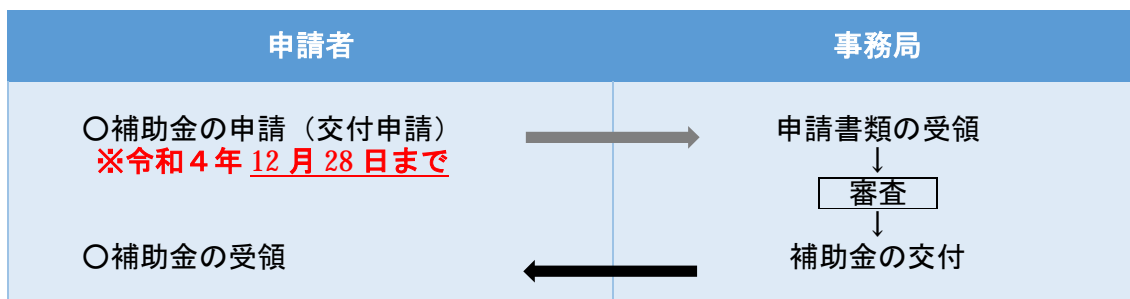 申請者 事務局
〇補助金の申請（交付申請） 申請書類の受領
※令和４年 12 月 28 日まで ↓
審査
↓
〇補助金の受領 補助金の交付